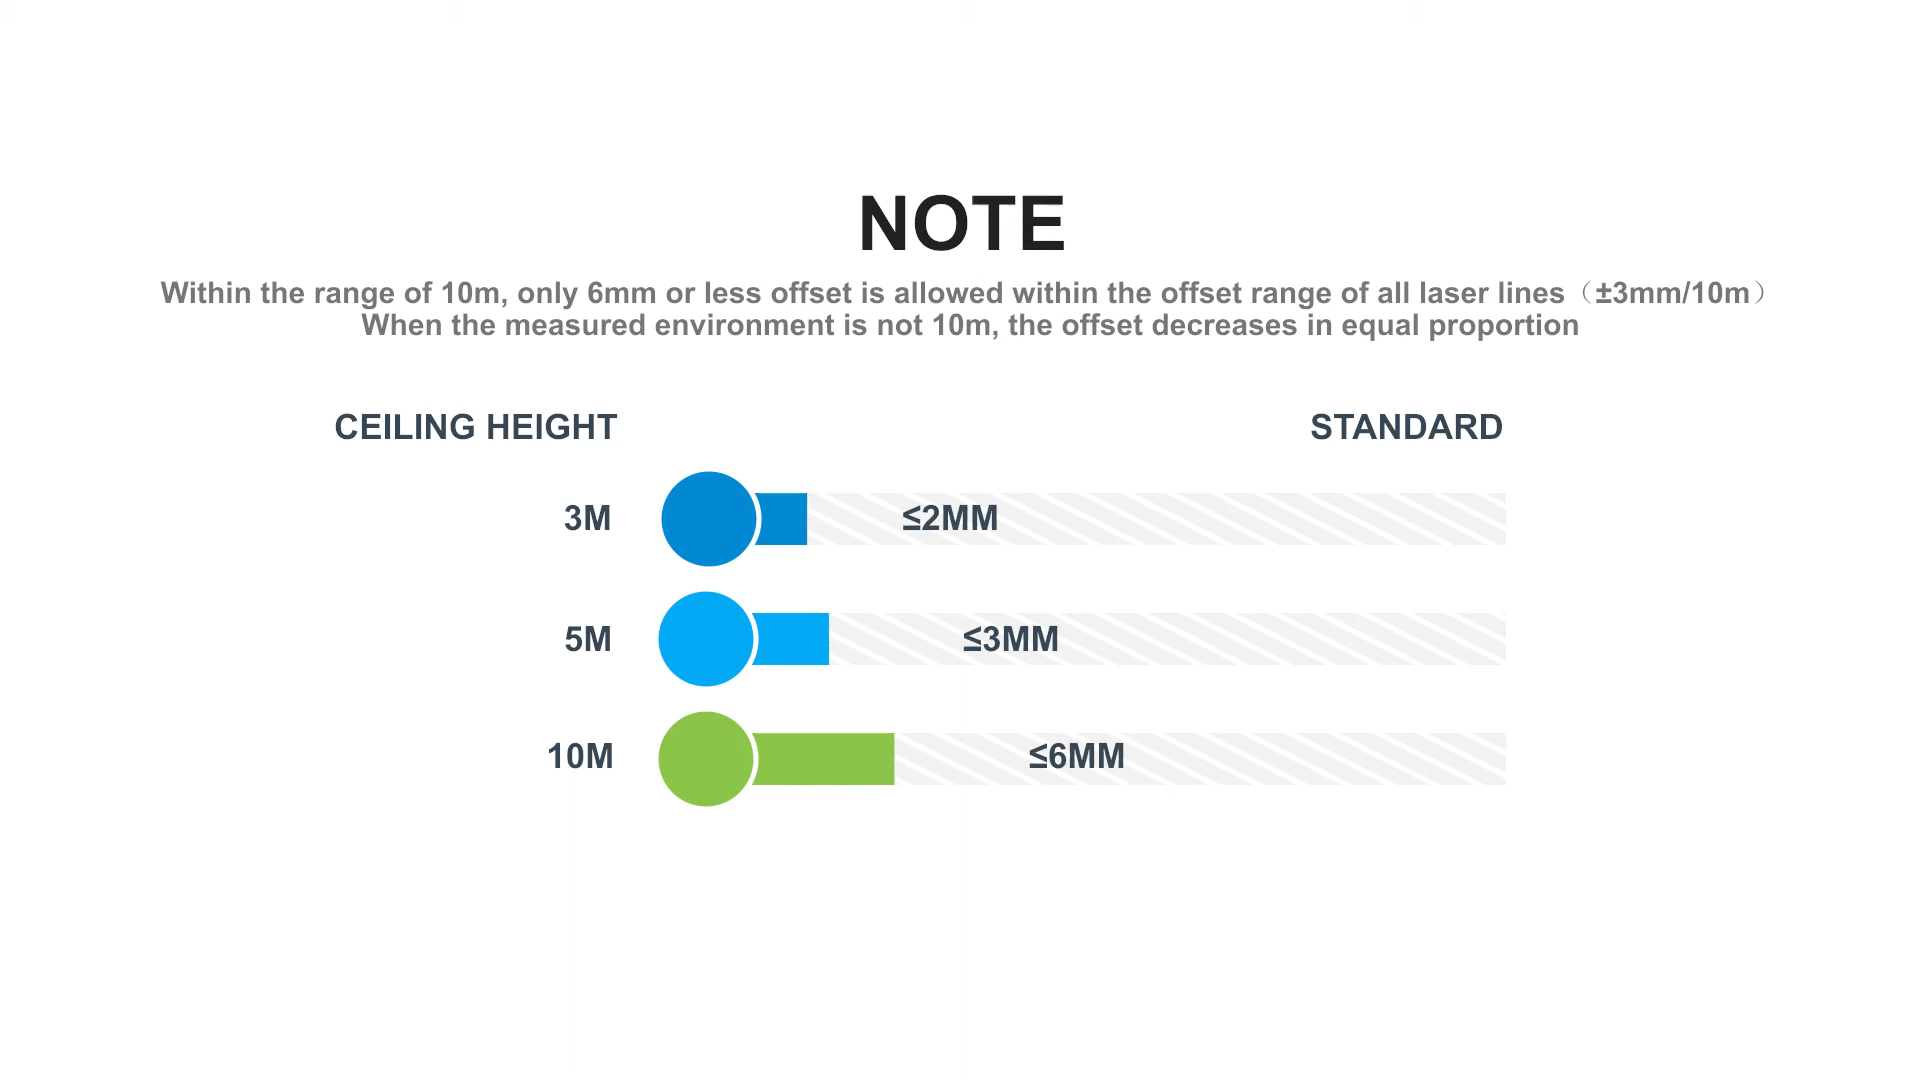 NOTE
Within the range of 10m, only 6mm or less offset is allowed within the offset range of all laser lines（±3mm/10m）
When the measured environment is not 10m, the offset decreases in equal proportion
CEILING HEIGHT STANDARD
3M ≤2MM
5M ≤3MM
10M ≤6MM